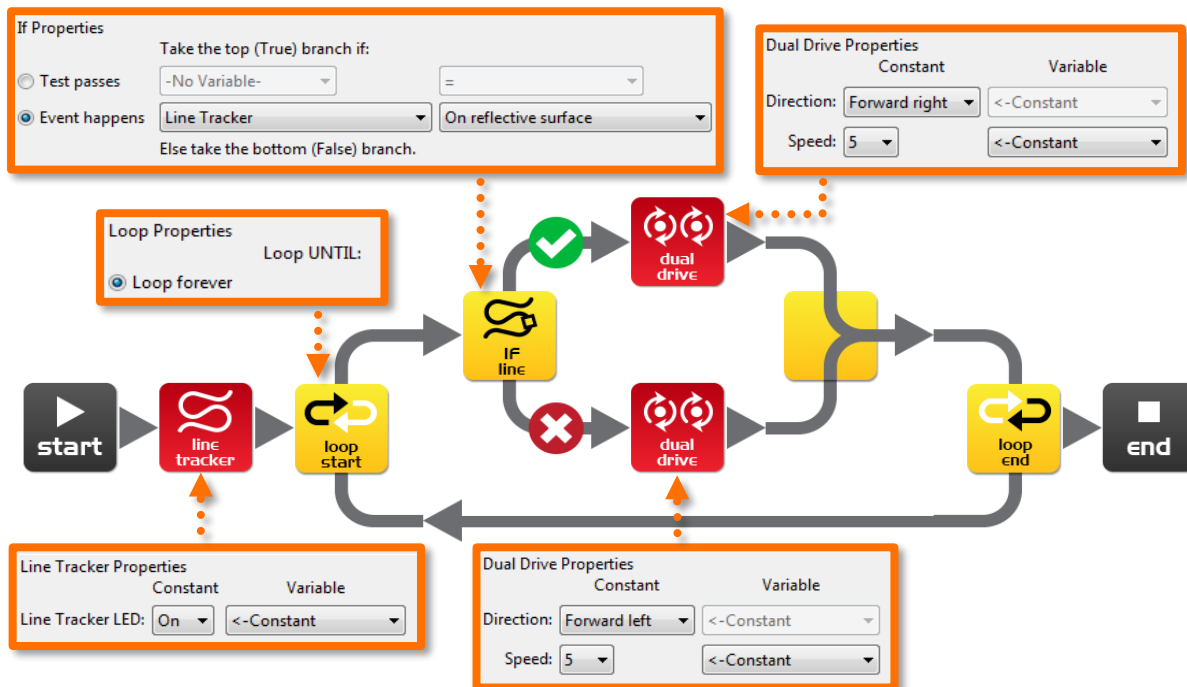 If Properties
Take the top (True) branch if:
Test passes -No Variable- =
Event happens Line Tracker On reflective surface
Else take the bottom (False) branch.
Dual Drive Properties
Constant Variable
Direction: Forward right <-Constant
Speed: 5 <-Constant
Loop Properties
Loop UNTIL:
Loop forever
dual
drive
IF
line
start
line
tracker
loop
start
dual
drive
loop
end
end
Line Tracker Properties
Constant Variable
Line Tracker LED: On <-Constant
Dual Drive Properties
Constant Variable
Direction: Forward left <-Constant
Speed: 5 <-Constant